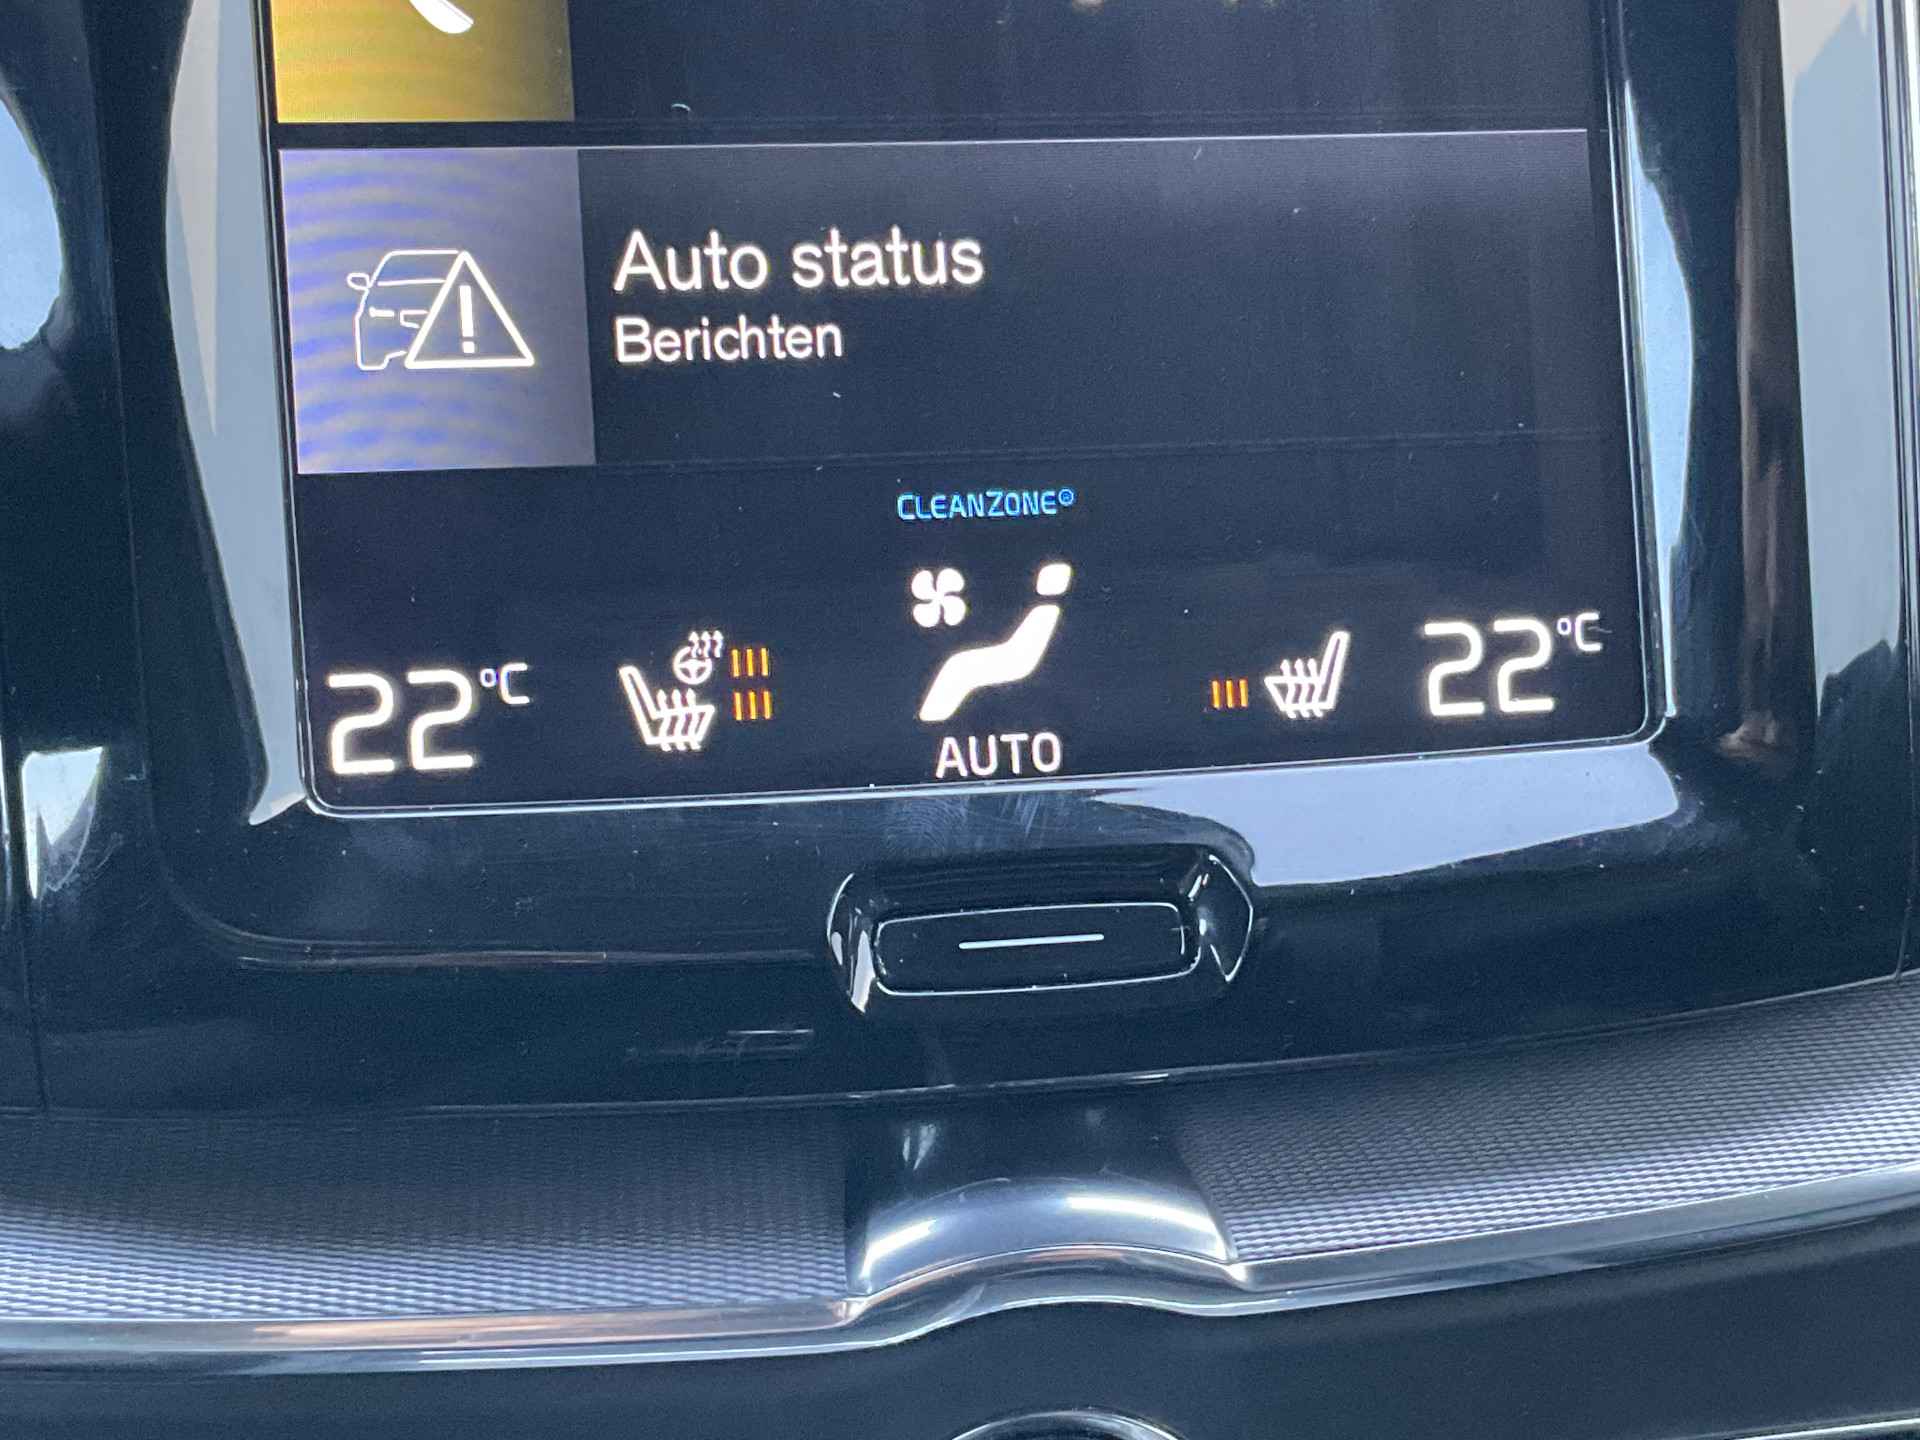 Auto status
Berichten
CLEANZONE®
22 °C
22 °C
AUTO